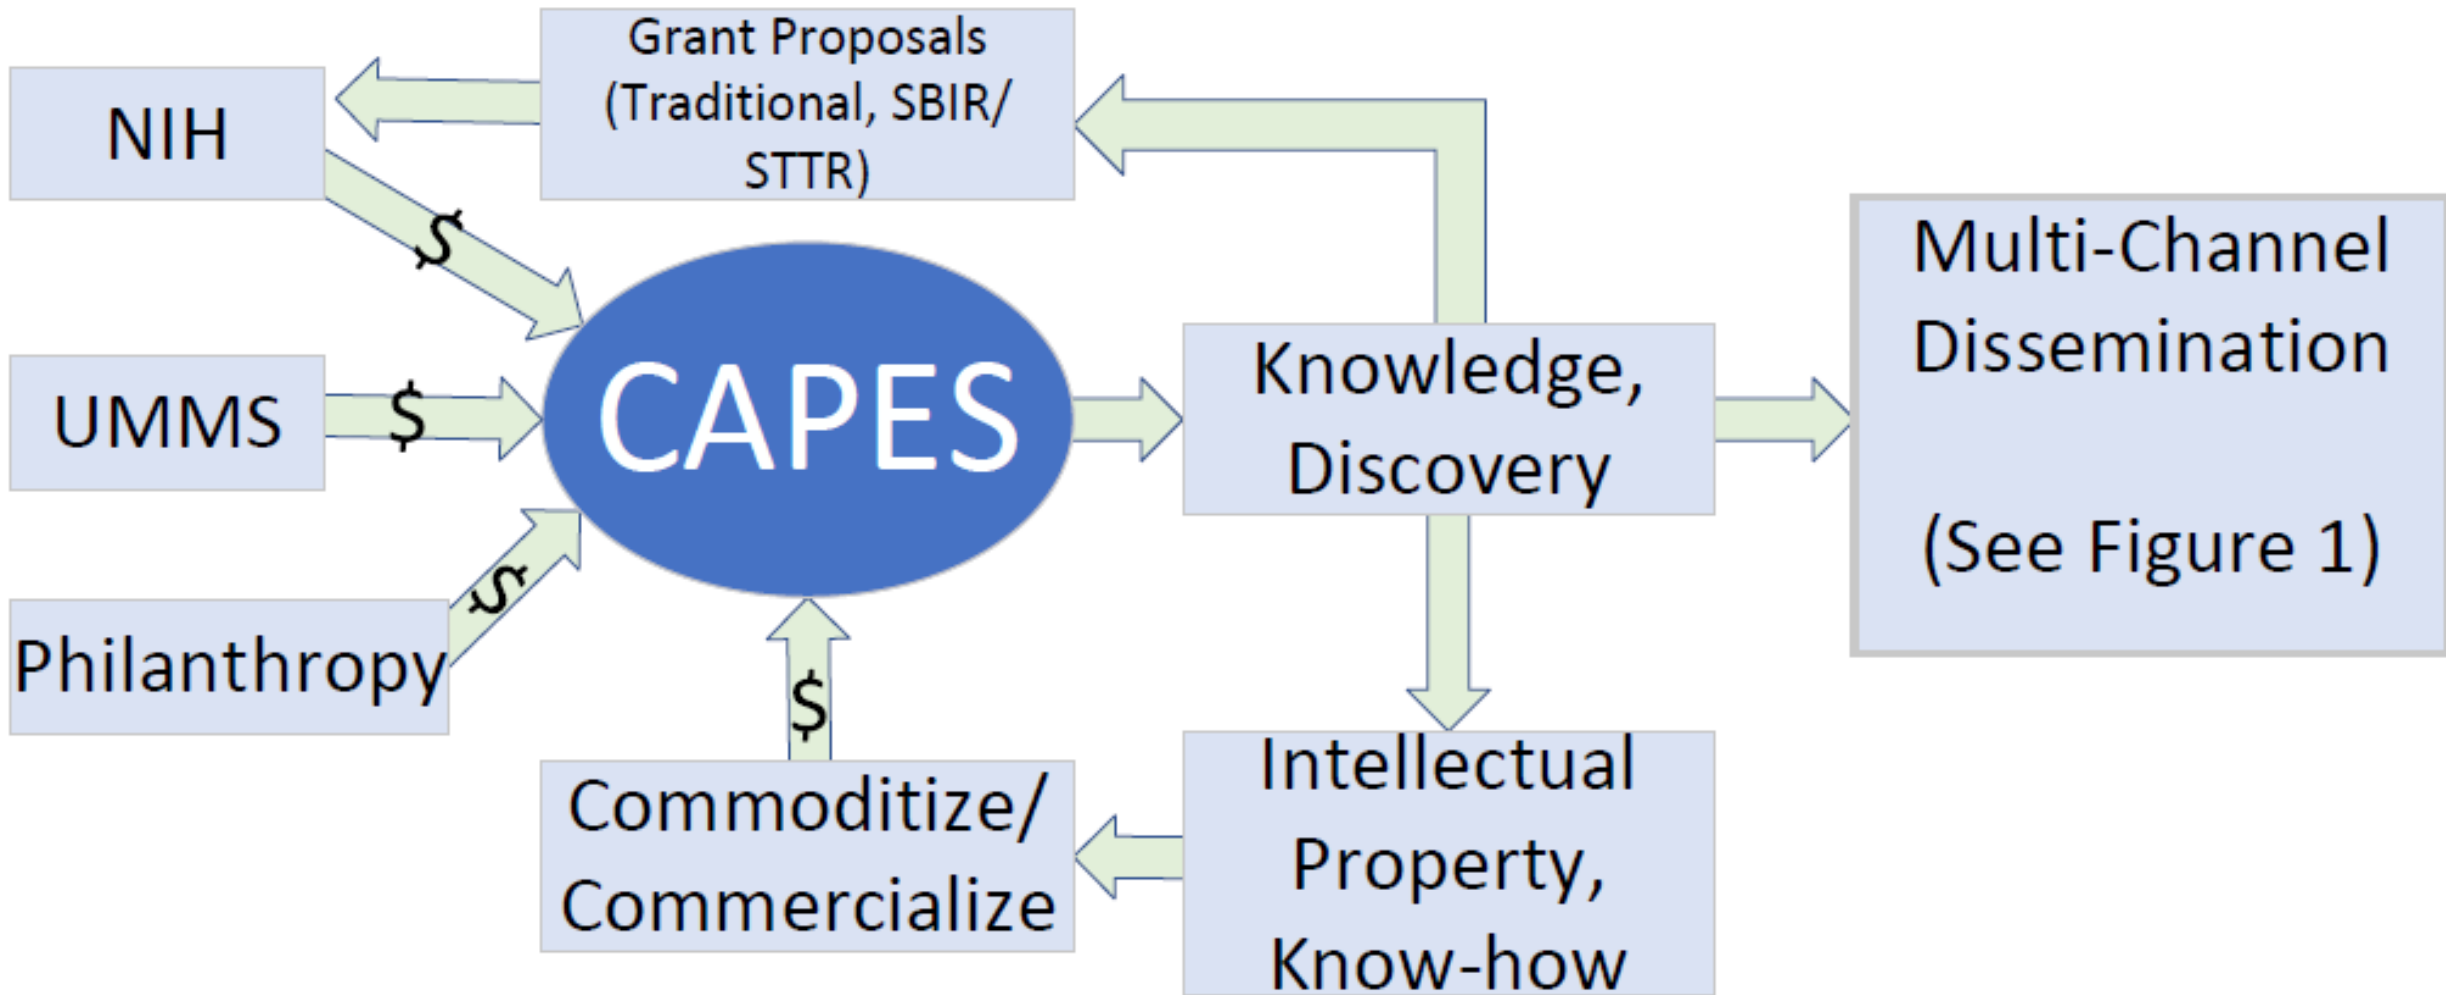 Grant Proposals
(Traditional, SBIR/
STTR)
NIH
$
Multi-Channel
Dissemination
(See Figure 1)
CAPES
Knowledge,
Discovery
UMMS
$
Philanthropy
$
$
Commoditize/
Commercialize
Intellectual
Property,
Know-how